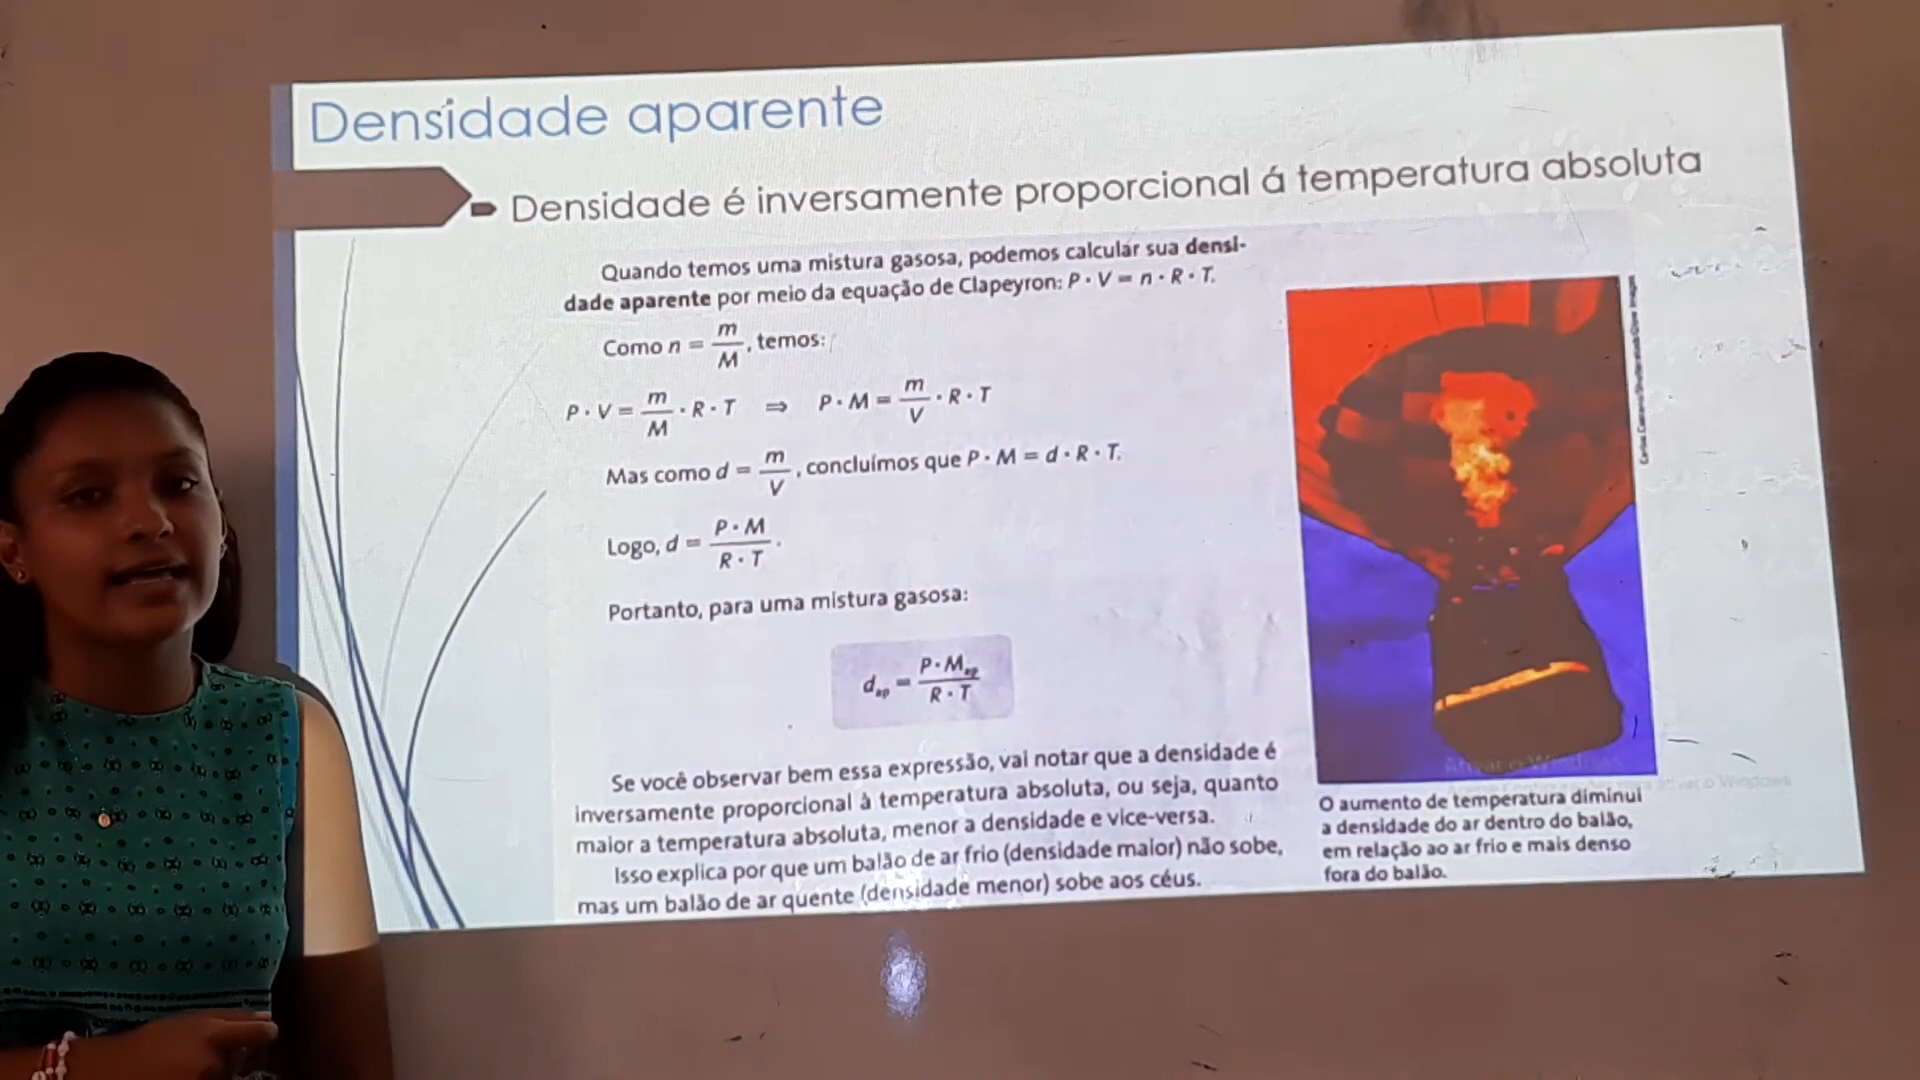 Densidade aparente
Densidade é inversamente proporcional á temperatura absoluta
Quando temos uma mistura gasosa, podemos calcular sua densi-
dade aparente por meio da equação de Clapeyron: P · V = n · R · T.
Como n = m/M, temos:
P · V = m/M · R · T ⇒ P · M = m/V · R · T
Mas como d = m/V, concluímos que P · M = d · R · T.
Logo, d = P · M / R · T.
Portanto, para uma mistura gasosa:
d_ap = P · M_ap / R · T
Se você observar bem essa expressão, vai notar que a densidade é
inversamente proporcional à temperatura absoluta, ou seja, quanto
maior a temperatura absoluta, menor a densidade e vice-versa.
Isso explica por que um balão de ar frio (densidade maior) não sobe,
mas um balão de ar quente (densidade menor) sobe aos céus.
Ativar o Windows
O aumento de temperatura diminui
a densidade do ar dentro do balão,
em relação ao ar frio e mais denso
fora do balão.